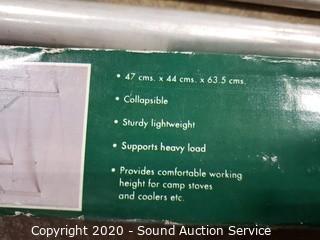 • 47 cms. x 44 cms. x 63.5 cms.
• Collapsible
• Sturdy lightweight
• Supports heavy load
• Provides comfortable working
height for camp stoves
and coolers etc.
Copyright 2020 - Sound Auction Service